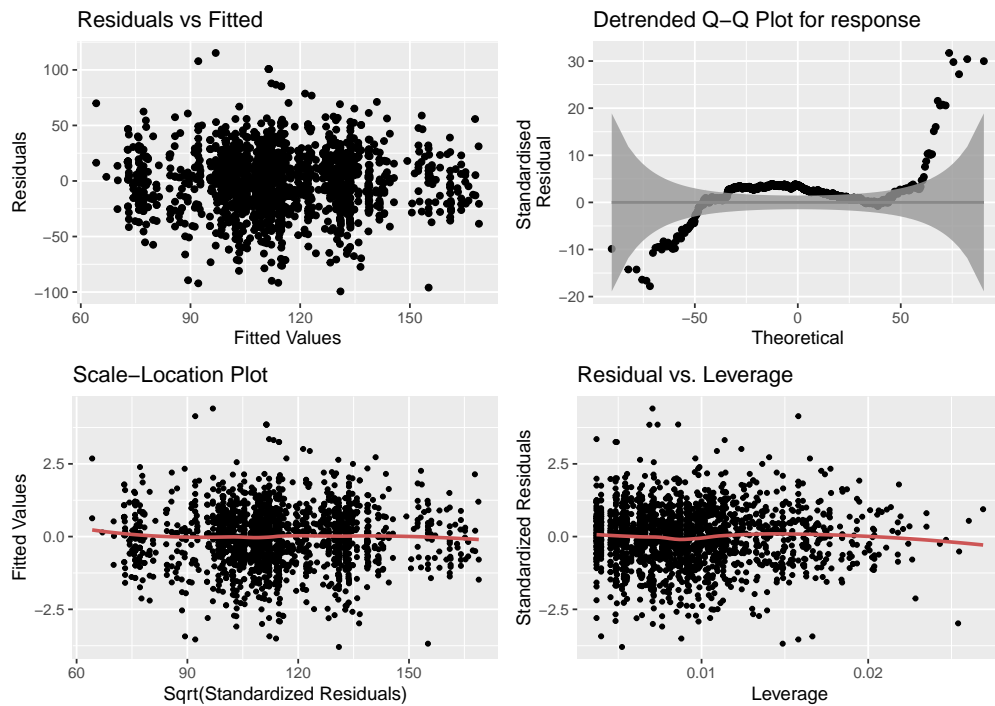 Residuals vs Fitted
100
50
0
−50
−100
60
90
120
150
Residuals
Fitted Values
Detrended Q−Q Plot for response
30
20
10
0
−10
−20
−50
0
50
Standardised
Residual
Theoretical
Scale−Location Plot
2.5
0.0
−2.5
60
90
120
150
Fitted Values
Sqrt(Standardized Residuals)
Residual vs. Leverage
2.5
0.0
−2.5
0.01
0.02
Standardized Residuals
Leverage